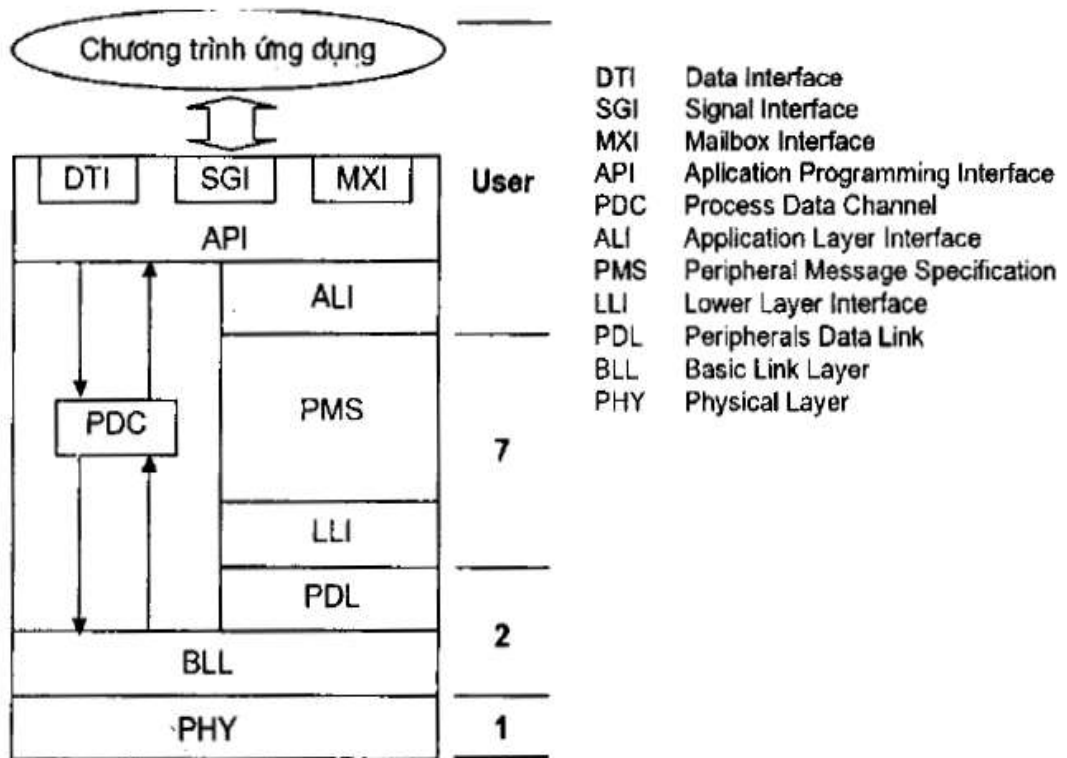 Chương trình ứng dụng
DTI SGI MXI
User
API
ALI
PDC
PMS
7
LLI
PDL
2
BLL
PHY
1
DTI Data Interface
SGI Signal Interface
MXI Mailbox Interface
API Aplication Programming Interface
PDC Process Data Channel
ALI Application Layer Interface
PMS Peripheral Message Specification
LLI Lower Layer Interface
PDL Peripherals Data Link
BLL Basic Link Layer
PHY Physical Layer